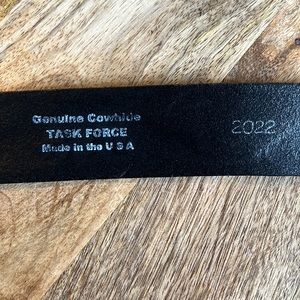 Genuine Cowhide
TASK FORCE
Made in the U S A
2022